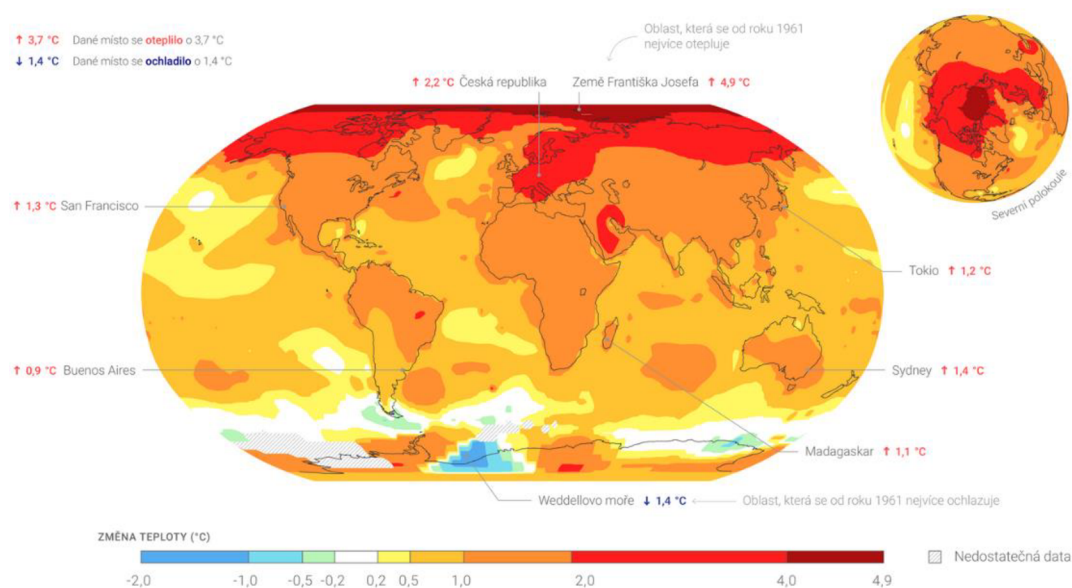 Oblast, která se od roku 1961
nejvíce otepluje
↑ 3,7 °C Dané místo se oteplilo o 3,7 °C
↓ 1,4 °C Dané místo se ochladilo o 1,4 °C
↑ 2,2 °C Česká republika
Země Františka Josefa ↑ 4,9 °C
Severní polokoule
↑ 1,3 °C San Francisco
Tokio ↑ 1,2 °C
↑ 0,9 °C Buenos Aires
Sydney ↑ 1,4 °C
Madagaskar ↑ 1,1 °C
Weddellovo moře ↓ 1,4 °C
Oblast, která se od roku 1961 nejvíce ochlazuje
ZMĚNA TEPLOTY (°C)
-2,0 -1,0 -0,5 -0,2 0,2 0,5 1,0 2,0 4,0 4,9
Nedostatečná data